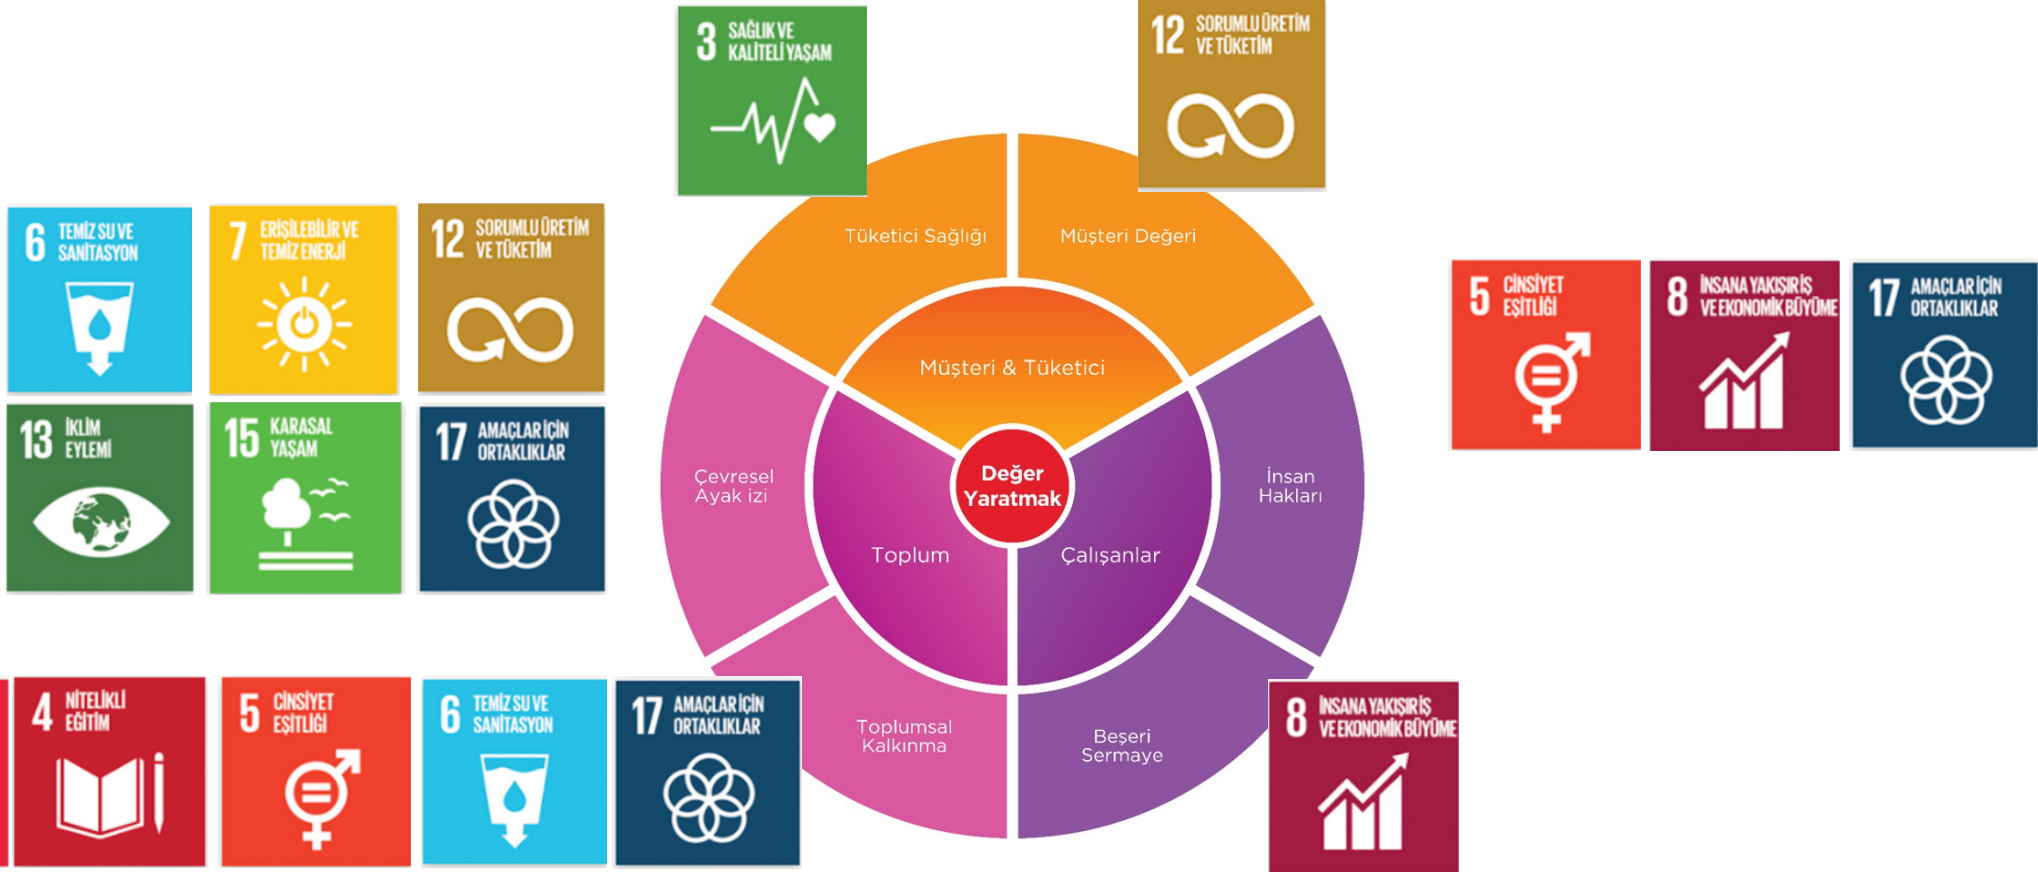 3 SAĞLIK VE
KALİTELİ YAŞAM
12 SORUMLU ÜRETİM
VE TÜKETİM
6 TEMİZ SU VE
SANİTASYON
7 ERİŞİLEBİLİR VE
TEMİZ ENERJİ
12 SORUMLU ÜRETİM
VE TÜKETİM
13 İKLİM
EYLEMİ
15 KARASAL
YAŞAM
17 AMAÇLAR İÇİN
ORTAKLIKLAR
Tüketici Sağlığı
Müşteri Değeri
Müşteri & Tüketici
5 CİNSİYET
EŞİTLİĞİ
8 İNSANA YAKIŞIR İŞ
VE EKONOMİK BÜYÜME
17 AMAÇLAR İÇİN
ORTAKLIKLAR
Çevresel
Ayak izi
Değer
Yaratmak
İnsan
Hakları
Toplum
Çalışanlar
4 NİTELİKLİ
EĞİTİM
5 CİNSİYET
EŞİTLİĞİ
6 TEMİZ SU VE
SANİTASYON
17 AMAÇLAR İÇİN
ORTAKLIKLAR
Toplumsal
Kalkınma
Beşeri
Sermaye
8 İNSANA YAKIŞIR İŞ
VE EKONOMİK BÜYÜME